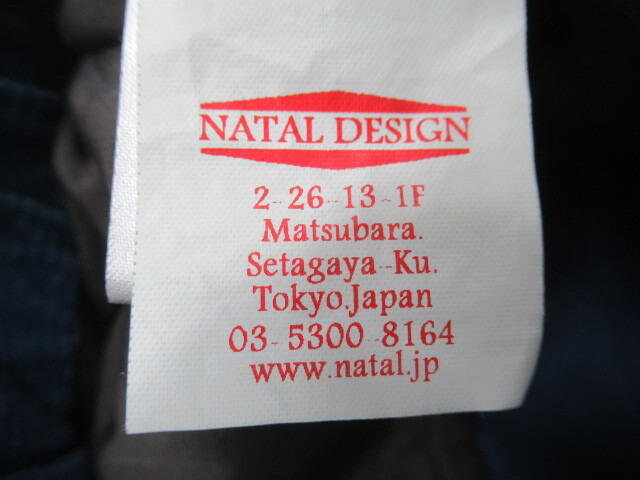 NATAL DESIGN
2-26-13-1F
Matsubara.
Setagaya-Ku.
Tokyo.Japan
03-5300-8164
www.natal.jp